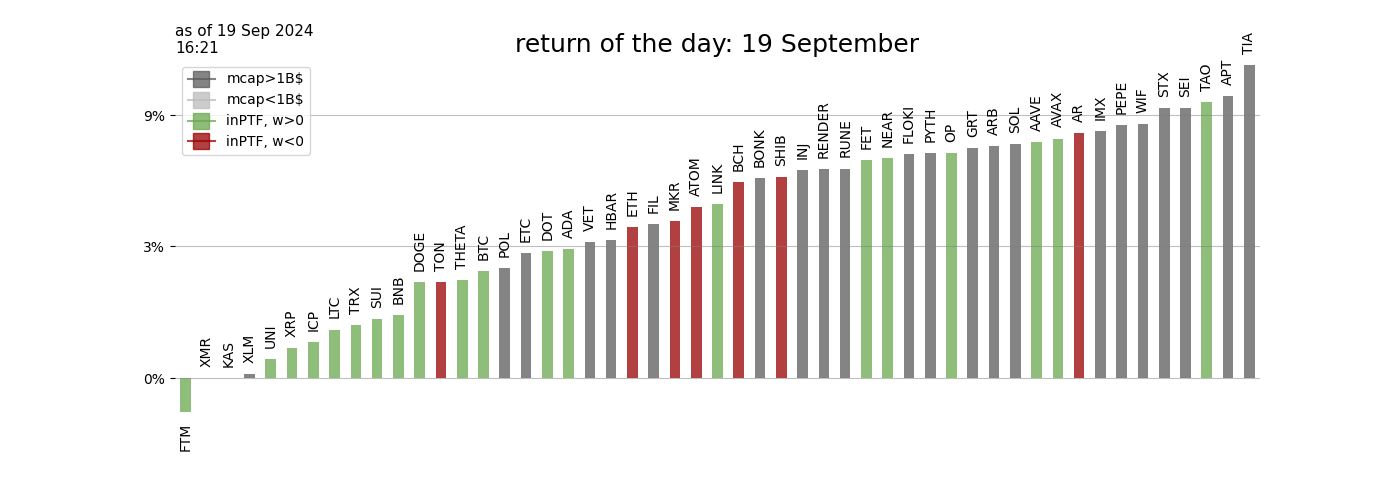 as of 19 Sep 2024
16:21
return of the day: 19 September
mcap>1B$
mcap<1B$
inPTF, w>0
inPTF, w<0
9%
3%
0%
FTM
XMR
KAS
XLM
UNI
XRP
ICP
LTC
TRX
SUI
BNB
DOGE
TON
THETA
BTC
POL
ETC
DOT
ADA
VET
HBAR
ETH
FIL
MKR
ATOM
LINK
BCH
BONK
SHIB
INJ
RENDER
RUNE
FET
NEAR
FLOKI
PYTH
OP
GRT
ARB
SOL
AAVE
AVAX
AR
IMX
PEPE
WIF
STX
SEI
TAO
APT
TIA